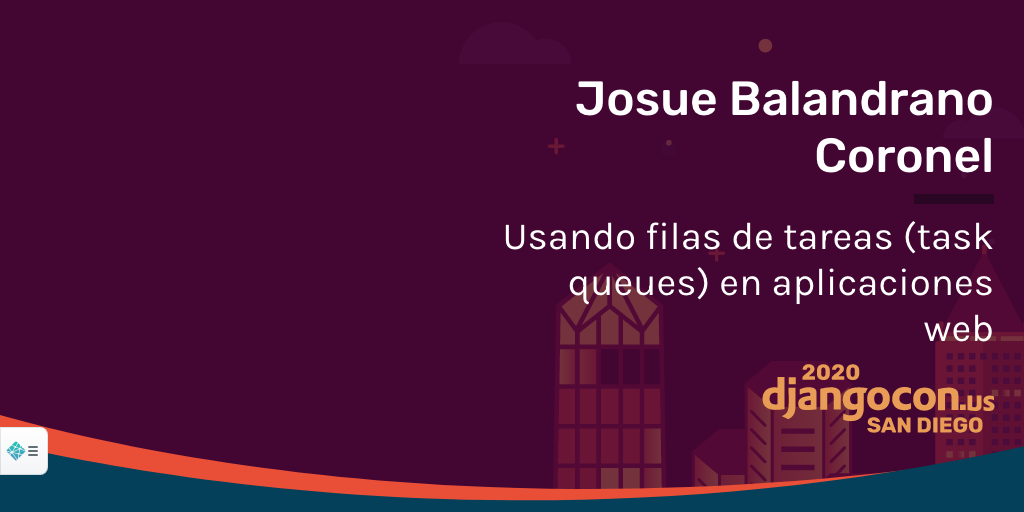 Josue Balandrano
Coronel
Usando filas de tareas (task
queues) en aplicaciones
web
2020
djangocon.us
SAN DIEGO